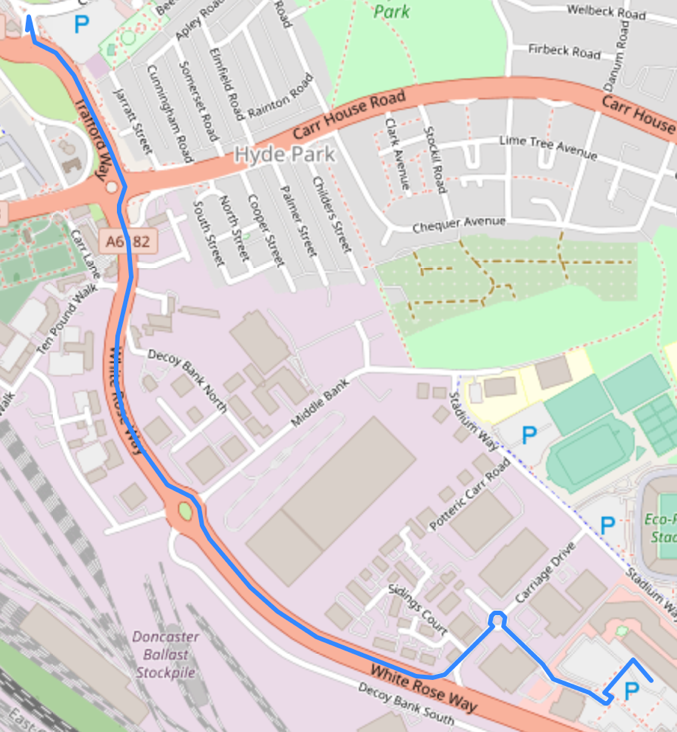 Park
Welbeck Road
P
Apley Road
Road
Firbeck Road
Danum Road
Elmfield Road
Somerset Road
Cunningham Road
Jarratt Street
Rainton Road
Trafford Way
Carr House Road
Carr House
Clark Avenue
Stockil Road
Lime Tree Avenue
Hyde Park
Childers Street
Palmer Street
Cooper Street
North Street
South Street
Chequer Avenue
A6182
Carr Lane
Ten Pound Walk
Walk
White Rose Way
Decoy Bank North
Middle Bank
Stadium Way
P
Potteric Carr Road
P
Carriage Drive
Sidings Court
Stadium Way
Doncaster
Ballast
Stockpile
White Rose Way
Decoy Bank South
P